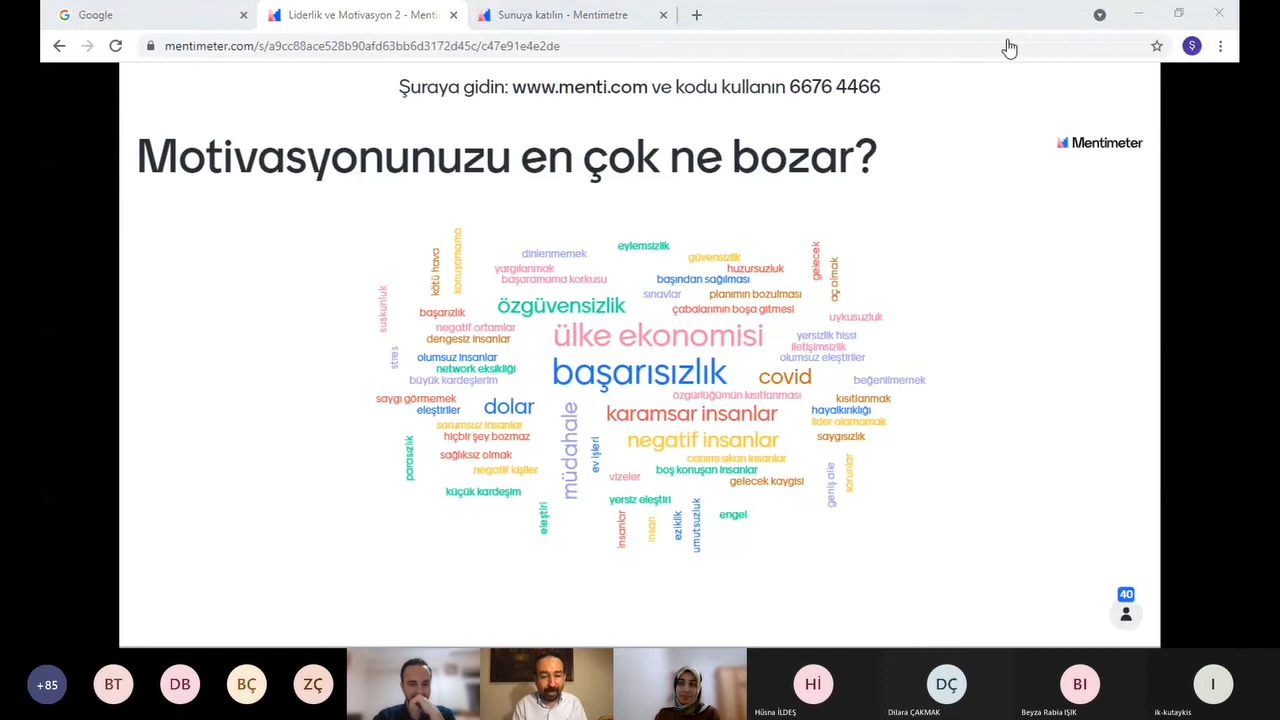 Google
Liderlik ve Motivasyon 2 - Menti
Sunuya katılın - Mentimetre
mentimeter.com/s/a9cc88ace528b90afd63bb6d3172d45c/c47e91e4e2de
Ş
Şuraya gidin: www.menti.com ve kodu kullanın 6676 4466
Motivasyonunuzu en çok ne bozar?
Mentimeter
konuşamama
kötü hava
dinlenmemek
eylemsizlik
güvensizlik
gelecek
aç olmak
yargılanmak
huzursuzluk
başaramama korkusu
başından sağılması
suskunluk
sınavlar
planımın bozulması
özgüvensizlik
çabalarımın boşa gitmesi
başarızlık
uykusuzluk
negatif ortamlar
ülke ekonomisi
yersizlik hissi
dengesiz insanlar
iletişimsizlik
stres
olumsuz insanlar
olumsuz eleştiriler
network eksikliği
başarısızlık
covid
büyük kardeşlerim
beğenilmemek
özgürlüğümün kısıtlanması
saygı görmemek
kısıtlanmak
eleştiriler
dolar
müdahale
karamsar insanlar
hayalkırıklığı
sorumsuz insanlar
lider olamamak
hiçbir şey bozmaz
negatif insanlar
saygısızlık
parasızlık
sağlıksız olmak
ev işleri
canımı sıkan insanlar
negatif kişiler
boş konuşan insanlar
sorunlar
geniş aile
vizeler
gelecek kaygisi
küçük kardeşim
yersiz eleştiri
eleştiri
insanlar
insan
eziklik
umutsuzluk
engel
40
+85
BT
DB
BÇ
ZÇ
Hİ
DÇ
BI
I
Hüsna İLDEŞ
Dilara ÇAKMAK
Beyza Rabia IŞIK
ik-kutaykis